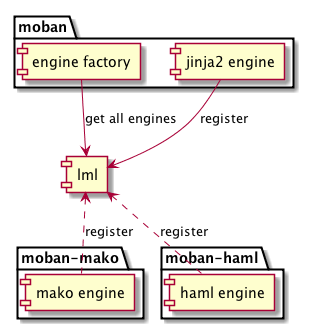 moban
engine factory
jinja2 engine
get all engines
register
lml
register
register
moban-mako
moban-haml
mako engine
haml engine